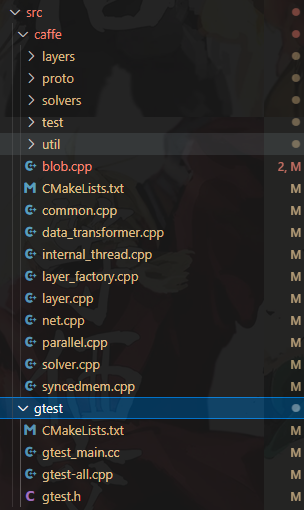 src
caffe
layers
proto
solvers
test
util
blob.cpp 2, M
CMakeLists.txt M
common.cpp M
data_transformer.cpp M
internal_thread.cpp M
layer_factory.cpp M
layer.cpp M
net.cpp M
parallel.cpp M
solver.cpp M
syncedmem.cpp M
gtest
CMakeLists.txt M
gtest_main.cc M
gtest-all.cpp M
gtest.h M